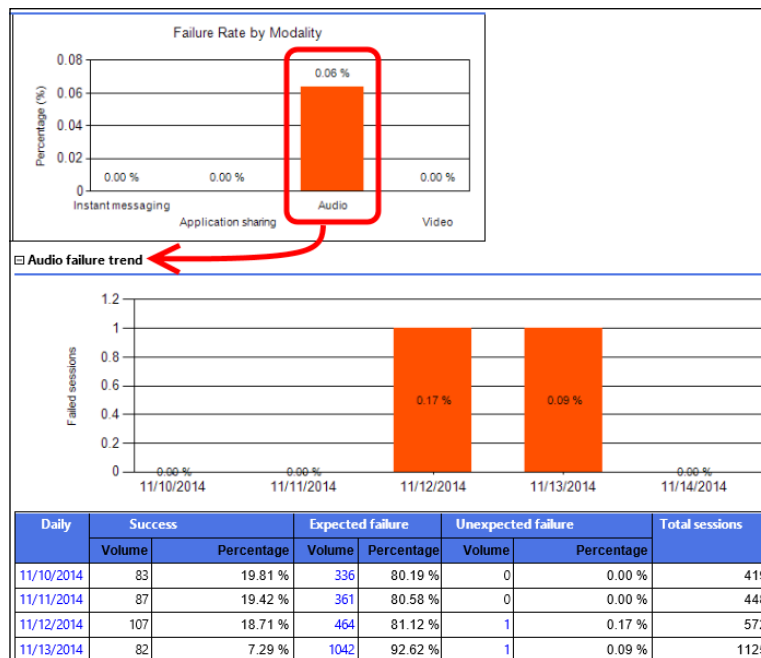 Failure Rate by Modality
Percentage (%)
0.08
0.06
0.04
0.02
0
0.00 %
0.00 %
0.06 %
0.00 %
Instant messaging
Application sharing
Audio
Video
Audio failure trend
Failed sessions
1.2
1
0.8
0.6
0.4
0.2
0
0.00 %
0.00 %
0.17 %
0.09 %
0.00 %
11/10/2014 11/11/2014 11/12/2014 11/13/2014 11/14/2014
Daily Success Expected failure Unexpected failure Total sessions
Volume Percentage Volume Percentage Volume Percentage
11/10/2014 83 19.81 % 336 80.19 % 0 0.00 % 419
11/11/2014 87 19.42 % 361 80.58 % 0 0.00 % 448
11/12/2014 107 18.71 % 464 81.12 % 1 0.17 % 572
11/13/2014 82 7.29 % 1042 92.62 % 1 0.09 % 1125